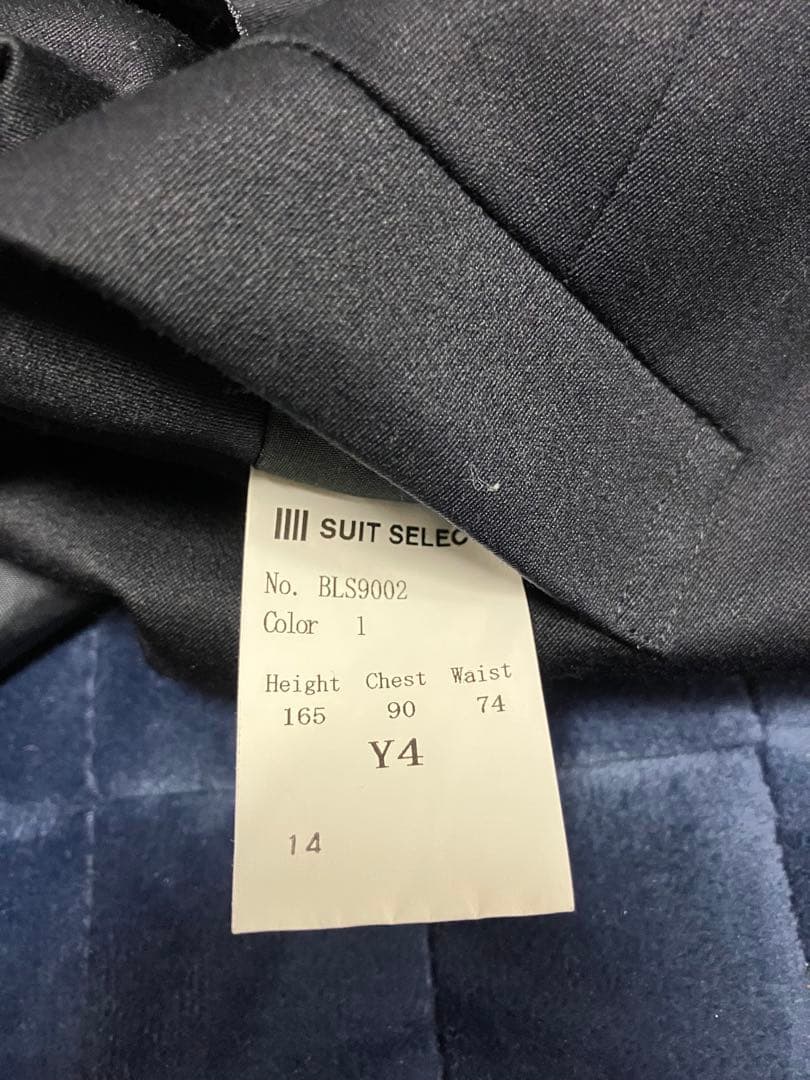 SUIT SELEC
No. BLS9002
Color 1
Height Chest Waist
165 90 74
Y4
14